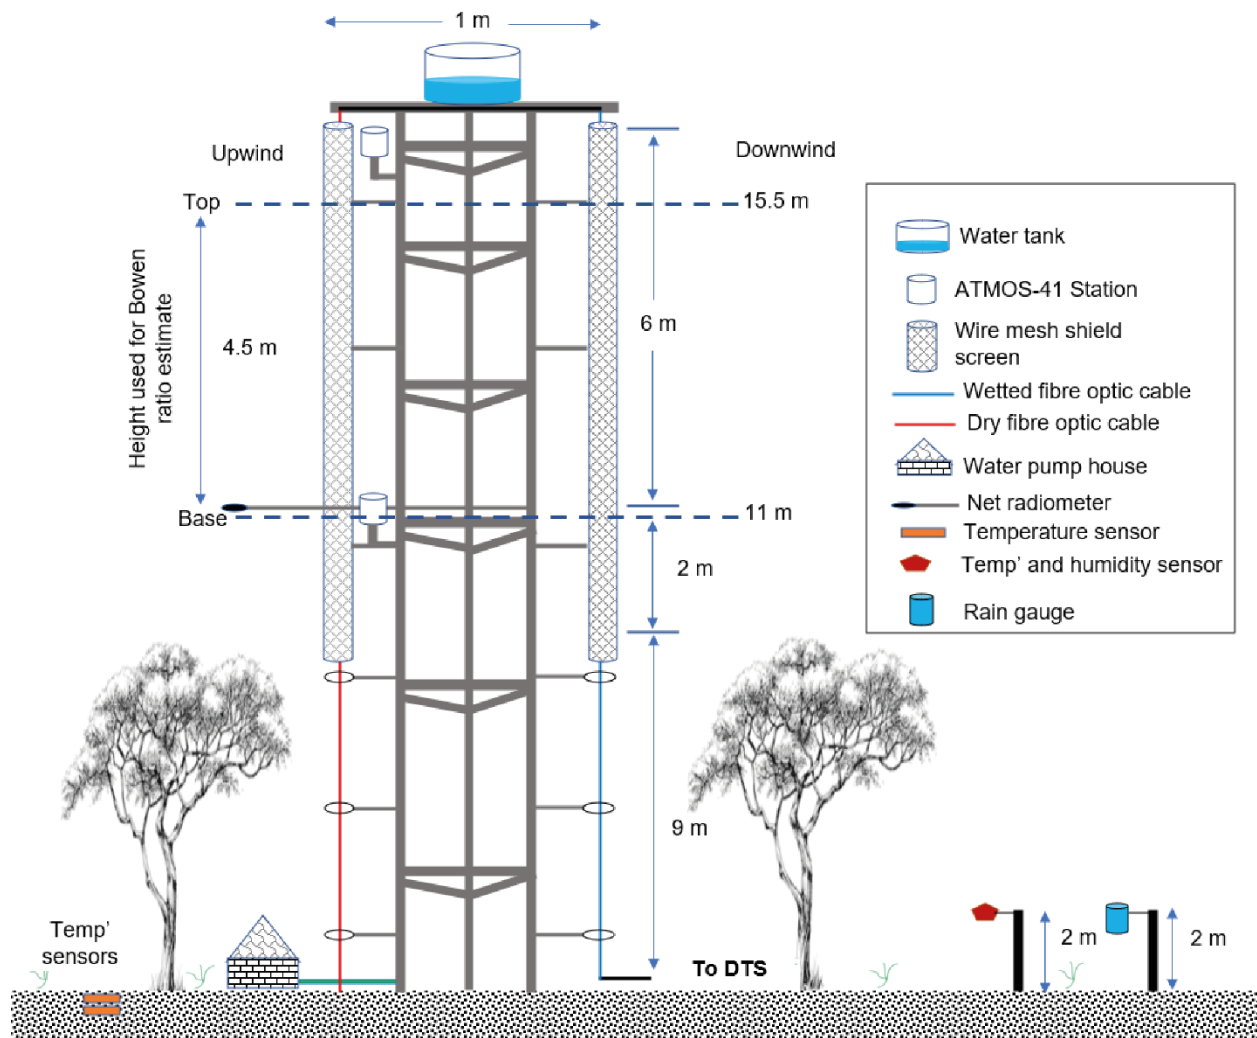 1 m
Upwind
Downwind
Top
15.5 m
Height used for Bowen
ratio estimate
4.5 m
6 m
Base
11 m
2 m
9 m
Temp'
sensors
To DTS
2 m
2 m
Water tank
ATMOS-41 Station
Wire mesh shield
screen
Wetted fibre optic cable
Dry fibre optic cable
Water pump house
Net radiometer
Temperature sensor
Temp' and humidity sensor
Rain gauge